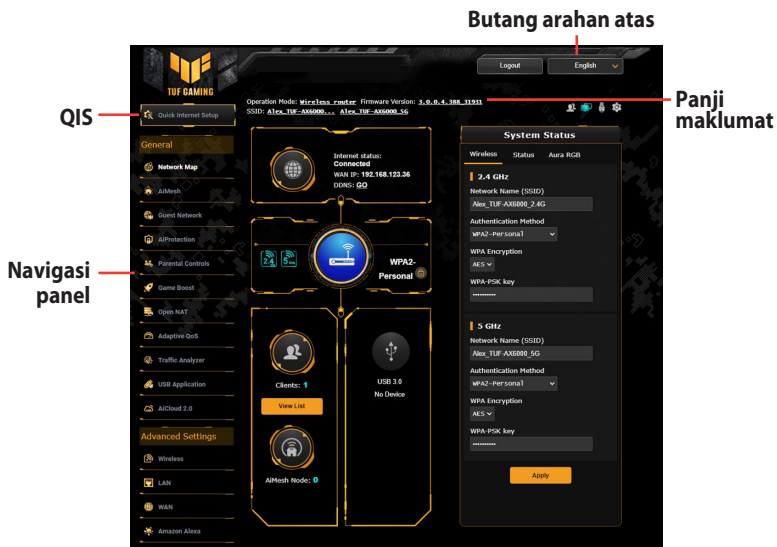 Butang arahan atas
TUF GAMING
Logout
English
QIS
Quick Internet Setup
Operation Mode: Wireless router Firmware Version: 3.0.0.4.388_31931
SSID: Alex_TUF-AX6000... Alex_TUF-AX6000_5G
Panji
maklumat
General
Network Map
AiMesh
Guest Network
AiProtection
Parental Controls
Game Boost
Open NAT
Adaptive QoS
Traffic Analyzer
USB Application
AiCloud 2.0
Advanced Settings
Wireless
LAN
WAN
Amazon Alexa
Navigasi
panel
Internet status:
Connected
WAN IP: 192.168.123.36
DDNS: GO
2.4 GHz
5 GHz
WPA2-
Personal
Clients: 1
View List
AiMesh Node: 0
USB 3.0
No Device
System Status
Wireless Status Aura RGB
2.4 GHz
Network Name (SSID)
Alex_TUF-AX6000_2.4G
Authentication Method
WPA2-Personal
WPA Encryption
AES
WPA-PSK key
••••••••••
5 GHz
Network Name (SSID)
Alex_TUF-AX6000_5G
Authentication Method
WPA2-Personal
WPA Encryption
AES
WPA-PSK key
••••••••••
Apply